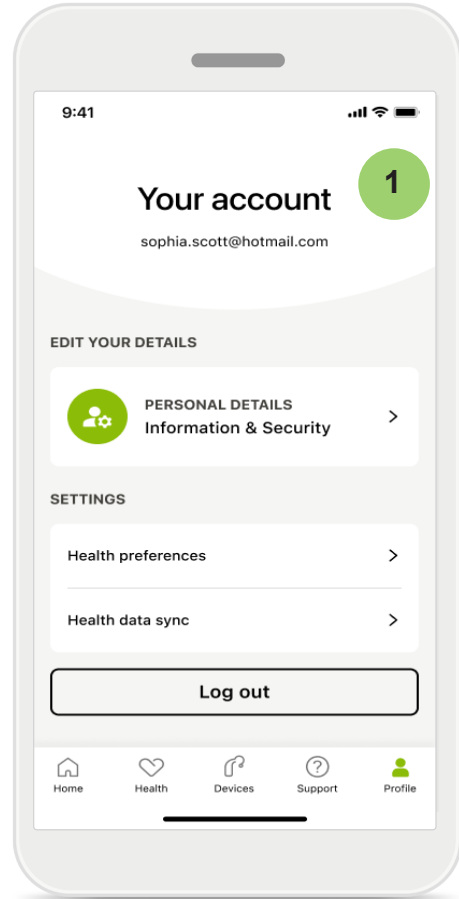 9:41
1
Your account
sophia.scott@hotmail.com
EDIT YOUR DETAILS
PERSONAL DETAILS
Information & Security
SETTINGS
Health preferences
Health data sync
Log out
Home Health Devices Support Profile